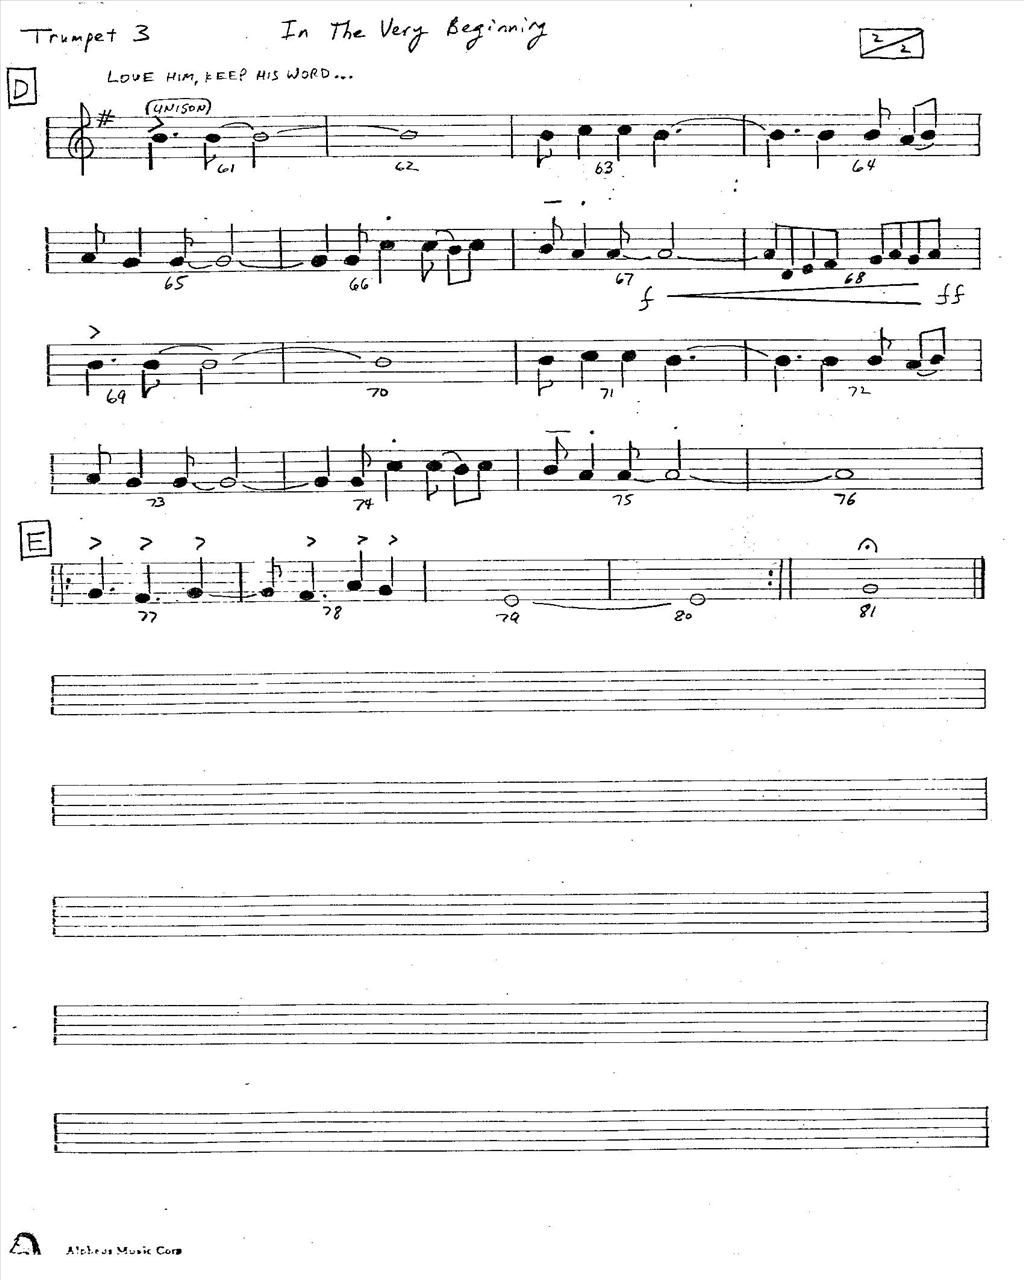 Trumpet 3 In The Very Beginning 2/2
D LOVE HIM, KEEP HIS WORD...
(UNISON)
61 62 63 64
65 66 67 68
f ff
69 70 71 72
73 74 75 76
E
77 78 79 80 81
Alpheus Music Corp